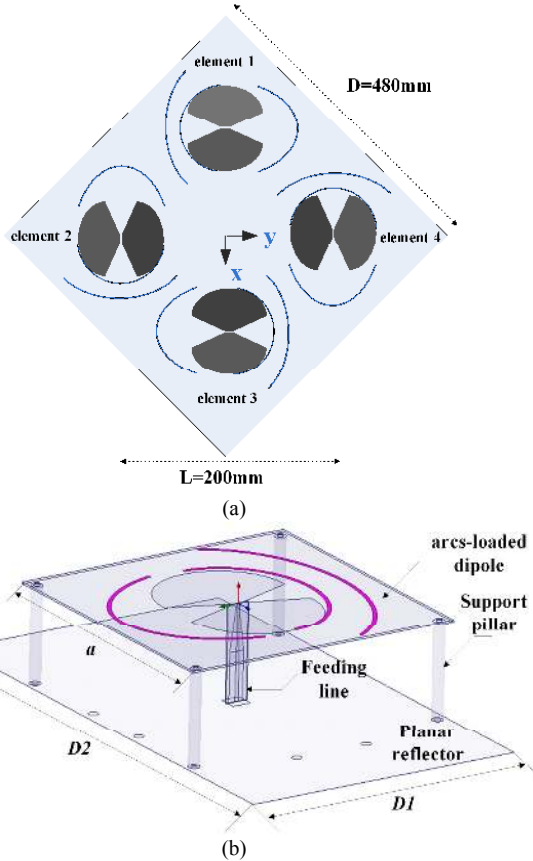 element 1
D=480mm
element 2
element 4
y
x
element 3
L=200mm
(a)
arcs-loaded
dipole
Support
pillar
a
Feeding
line
Planar
reflector
D2
D1
(b)